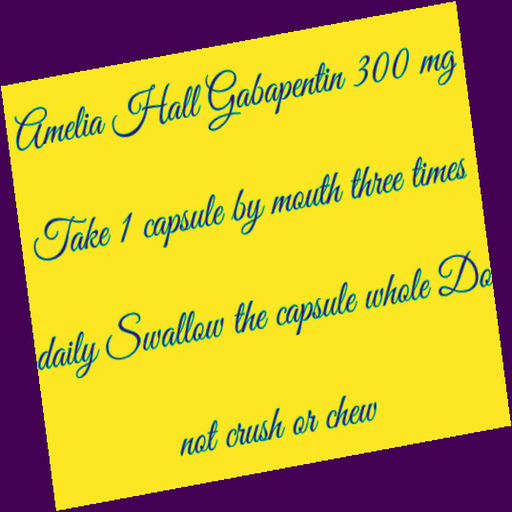 Amelia Hall Gabapentin 300 mg
Take 1 capsule by mouth three times
daily Swallow the capsule whole Do
not crush or chew